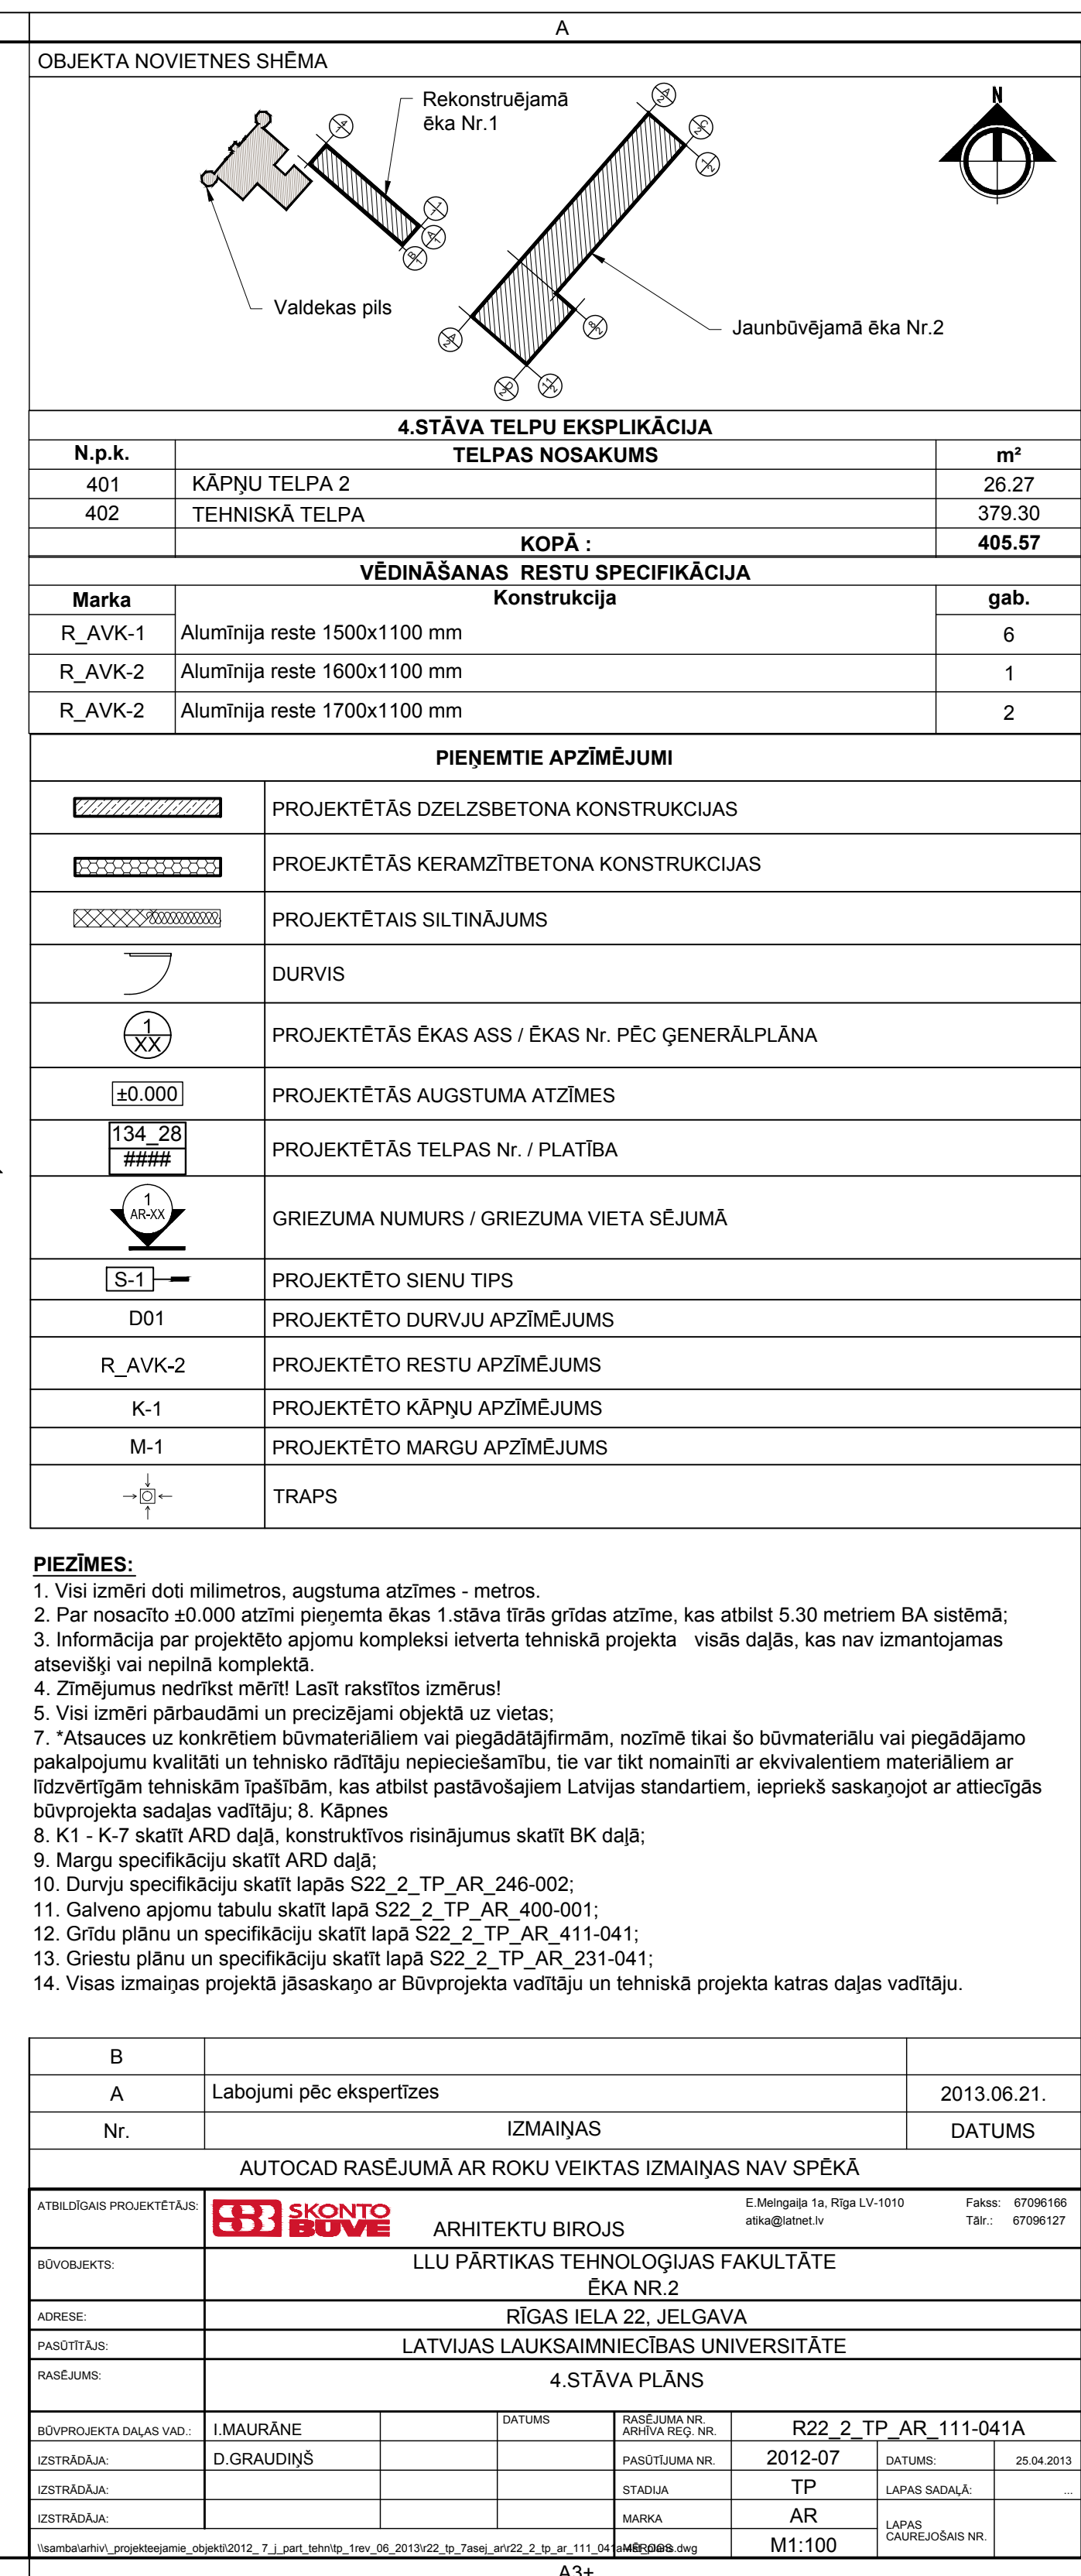 A
OBJEKTA NOVIETNES SHĒMA
Rekonstruējamā
ēka Nr.1
N
Valdekas pils
Jaunbūvējamā ēka Nr.2
4.STĀVA TELPU EKSPLIKĀCIJA
N.p.k. TELPAS NOSAKUMS m²
401 KĀPŅU TELPA 2 26.27
402 TEHNISKĀ TELPA 379.30
KOPĀ : 405.57
VĒDINĀŠANAS RESTU SPECIFIKĀCIJA
Marka Konstrukcija gab.
R_AVK-1 Alumīnija reste 1500x1100 mm 6
R_AVK-2 Alumīnija reste 1600x1100 mm 1
R_AVK-2 Alumīnija reste 1700x1100 mm 2
PIEŅEMTIE APZĪMĒJUMI
PROJEKTĒTĀS DZELZSBETONA KONSTRUKCIJAS
PROEJKTĒTĀS KERAMZĪTBETONA KONSTRUKCIJAS
PROJEKTĒTAIS SILTINĀJUMS
DURVIS
1
XX PROJEKTĒTĀS ĒKAS ASS / ĒKAS Nr. PĒC ĢENERĀLPLĀNA
±0.000 PROJEKTĒTĀS AUGSTUMA ATZĪMES
134_28
#### PROJEKTĒTĀS TELPAS Nr. / PLATĪBA
1
AR-XX GRIEZUMA NUMURS / GRIEZUMA VIETA SĒJUMĀ
S-1 PROJEKTĒTO SIENU TIPS
D01 PROJEKTĒTO DURVJU APZĪMĒJUMS
R_AVK-2 PROJEKTĒTO RESTU APZĪMĒJUMS
K-1 PROJEKTĒTO KĀPŅU APZĪMĒJUMS
M-1 PROJEKTĒTO MARGU APZĪMĒJUMS
TRAPS
PIEZĪMES:
1. Visi izmēri doti milimetros, augstuma atzīmes - metros.
2. Par nosacīto ±0.000 atzīmi pieņemta ēkas 1.stāva tīrās grīdas atzīme, kas atbilst 5.30 metriem BA sistēmā;
3. Informācija par projektēto apjomu kompleksi ietverta tehniskā projekta visās daļās, kas nav izmantojamas
atsevišķi vai nepilnā komplektā.
4. Zīmējumus nedrīkst mērīt! Lasīt rakstītos izmērus!
5. Visi izmēri pārbaudāmi un precizējami objektā uz vietas;
7. *Atsauces uz konkrētiem būvmateriāliem vai piegādātājfirmām, nozīmē tikai šo būvmateriālu vai piegādājamo
pakalpojumu kvalitāti un tehnisko rādītāju nepieciešamību, tie var tikt nomainīti ar ekvivalentiem materiāliem ar
līdzvērtīgām tehniskām īpašībām, kas atbilst pastāvošajiem Latvijas standartiem, iepriekš saskaņojot ar attiecīgās
būvprojekta sadaļas vadītāju; 8. Kāpnes
8. K1 - K-7 skatīt ARD daļā, konstruktīvos risinājumus skatīt BK daļā;
9. Margu specifikāciju skatīt ARD daļā;
10. Durvju specifikāciju skatīt lapās S22_2_TP_AR_246-002;
11. Galveno apjomu tabulu skatīt lapā S22_2_TP_AR_400-001;
12. Grīdu plānu un specifikāciju skatīt lapā S22_2_TP_AR_411-041;
13. Griestu plānu un specifikāciju skatīt lapā S22_2_TP_AR_231-041;
14. Visas izmaiņas projektā jāsaskaņo ar Būvprojekta vadītāju un tehniskā projekta katras daļas vadītāju.
B
A Labojumi pēc ekspertīzes 2013.06.21.
Nr. IZMAIŅAS DATUMS
AUTOCAD RASĒJUMĀ AR ROKU VEIKTAS IZMAIŅAS NAV SPĒKĀ
ATBILDĪGAIS PROJEKTĒTĀJS: SKONTO BŪVE ARHITEKTU BIROJS
E.Melngaiļa 1a, Rīga LV-1010 Fakss: 67096166
atika@latnet.lv Tālr.: 67096127
BŪVOBJEKTS: LLU PĀRTIKAS TEHNOLOĢIJAS FAKULTĀTE
ĒKA NR.2
ADRESE: RĪGAS IELA 22, JELGAVA
PASŪTĪTĀJS: LATVIJAS LAUKSAIMNIECĪBAS UNIVERSITĀTE
RASĒJUMS: 4.STĀVA PLĀNS
BŪVPROJEKTA DAĻAS VAD.: I.MAURĀNE DATUMS RASĒJUMA NR.
ARHĪVA REĢ. NR. R22_2_TP_AR_111-041A
IZSTRĀDĀJA: D.GRAUDIŅŠ PASŪTĪJUMA NR. 2012-07 DATUMS: 25.04.2013
IZSTRĀDĀJA: STADIJA TP LAPAS SADAĻĀ: ...
IZSTRĀDĀJA: MARKA AR LAPAS
CAUREJOŠAIS NR.
\\samba\arhiv\_projekteejamie_objekti\2012_ 7_j_part_tehn\tp_1rev_06_2013\r22_tp_7asej_ar\r22_2_tp_ar_111_041 MĒROGS M1:100
A3+